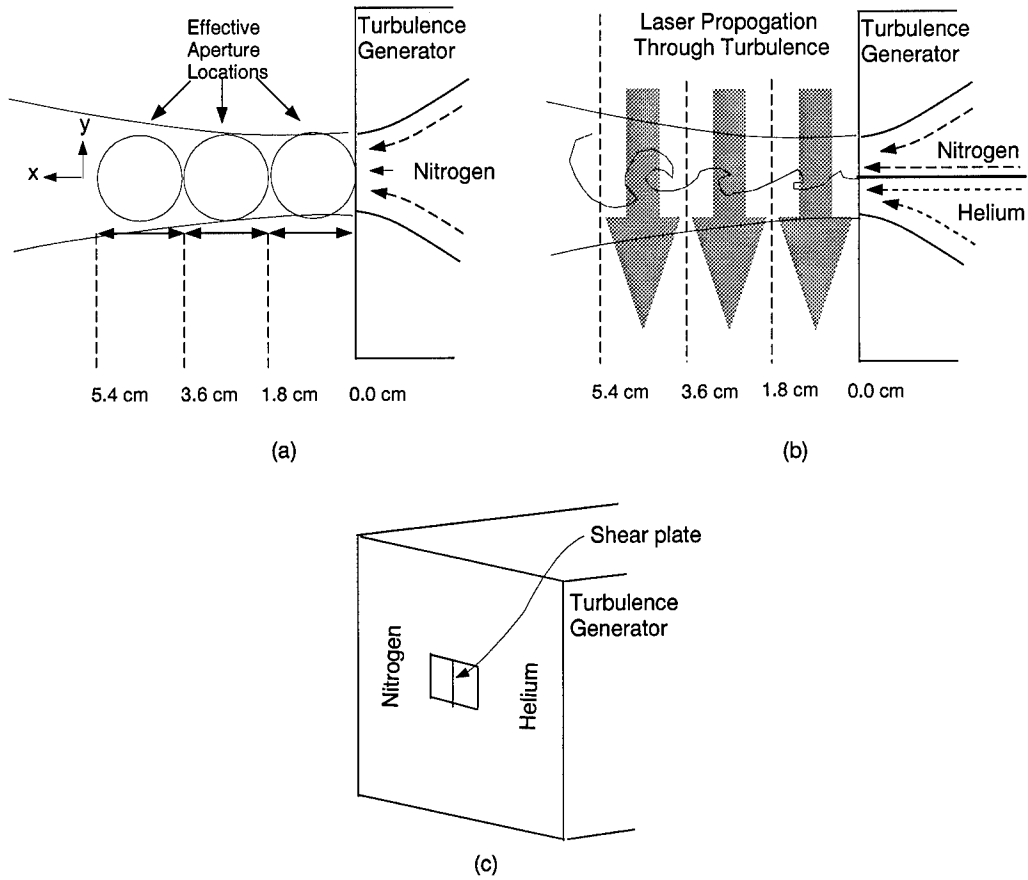 Effective
Aperture
Locations
Turbulence
Generator
y
x
Nitrogen
5.4 cm
3.6 cm
1.8 cm
0.0 cm
(a)
Laser Propogation
Through Turbulence
Turbulence
Generator
Nitrogen
Helium
5.4 cm
3.6 cm
1.8 cm
0.0 cm
(b)
Shear plate
Turbulence
Generator
Nitrogen
Helium
(c)